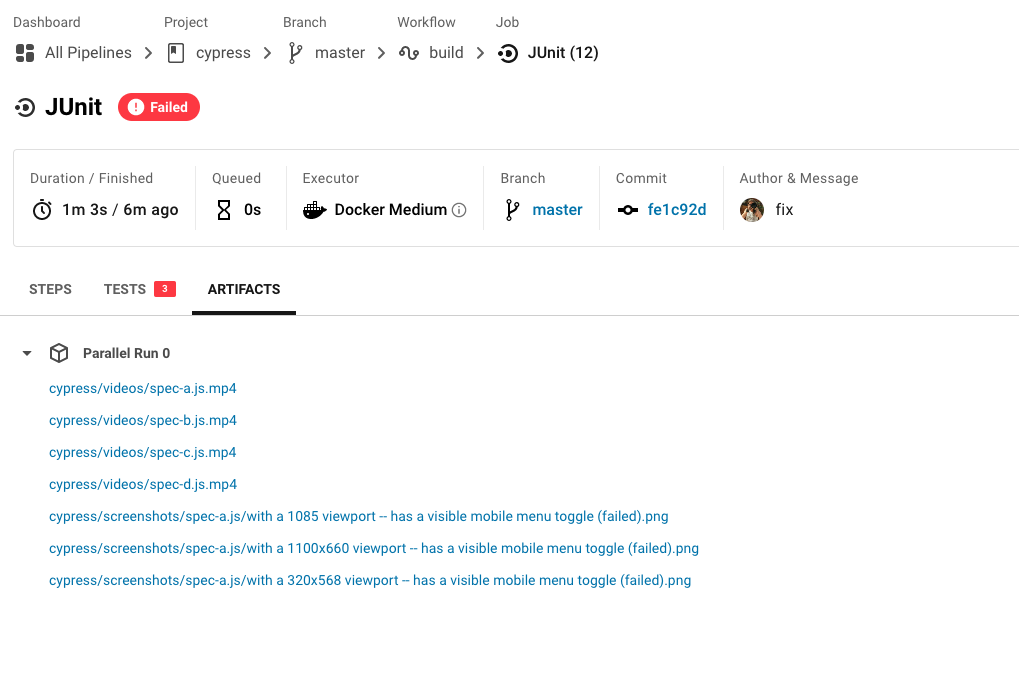 Dashboard Project Branch Workflow Job
All Pipelines cypress master build JUnit (12)
JUnit Failed
Duration / Finished Queued Executor Branch Commit Author & Message
1m 3s / 6m ago 0s Docker Medium master fe1c92d fix
STEPS TESTS 3 ARTIFACTS
Parallel Run 0
cypress/videos/spec-a.js.mp4
cypress/videos/spec-b.js.mp4
cypress/videos/spec-c.js.mp4
cypress/videos/spec-d.js.mp4
cypress/screenshots/spec-a.js/with a 1085 viewport -- has a visible mobile menu toggle (failed).png
cypress/screenshots/spec-a.js/with a 1100x660 viewport -- has a visible mobile menu toggle (failed).png
cypress/screenshots/spec-a.js/with a 320x568 viewport -- has a visible mobile menu toggle (failed).png